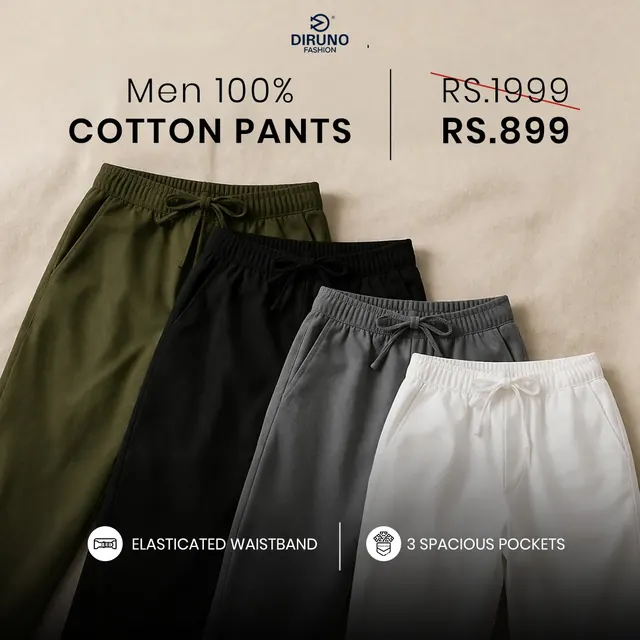 DIRUNO
FASHION
Men 100%
COTTON PANTS
RS.1999
RS.899
ELASTICATED WAISTBAND
3 SPACIOUS POCKETS